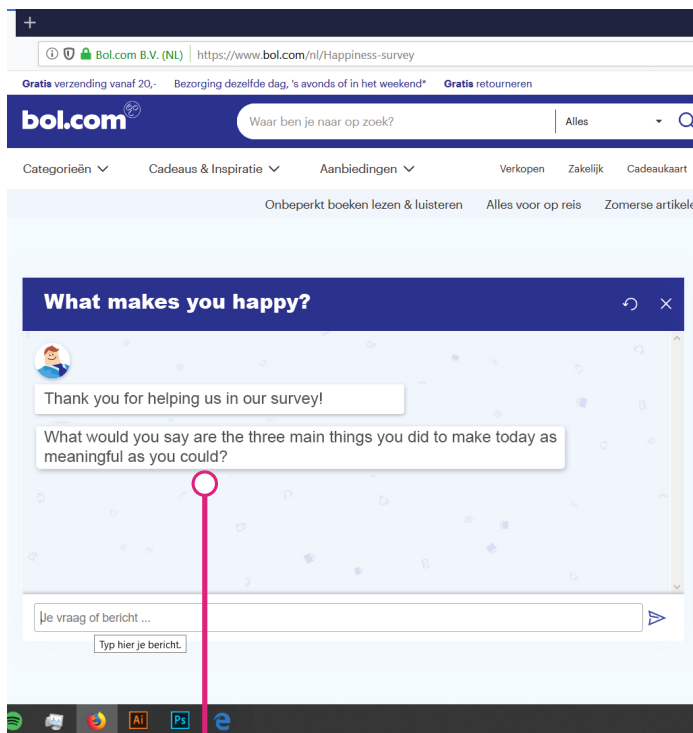 +
Bol.com B.V. (NL) https://www.bol.com/nl/Happiness-survey
Gratis verzending vanaf 20,- Bezorging dezelfde dag, 's avonds of in het weekend* Gratis retourneren
bol.com
Waar ben je naar op zoek? Alles
Categorieën Cadeaus & Inspiratie Aanbiedingen Verkopen Zakelijk Cadeaukaart
Onbeperkt boeken lezen & luisteren Alles voor op reis Zomerse artikele
What makes you happy?
Thank you for helping us in our survey!
What would you say are the three main things you did to make today as
meaningful as you could?
Je vraag of bericht ...
Typ hier je bericht.
Ai Ps